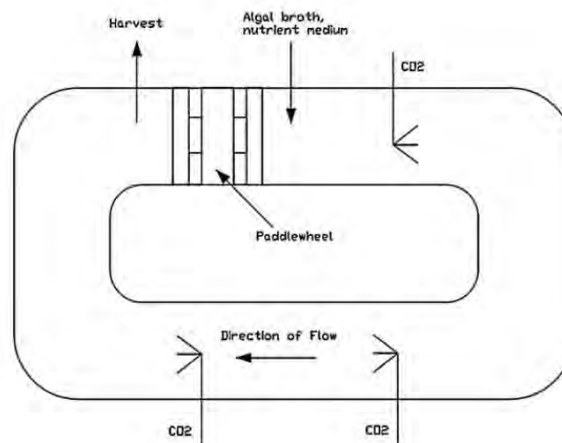 Harvest
Algal broth,
nutrient medium
CO2
Paddlewheel
Direction of Flow
CO2
CO2